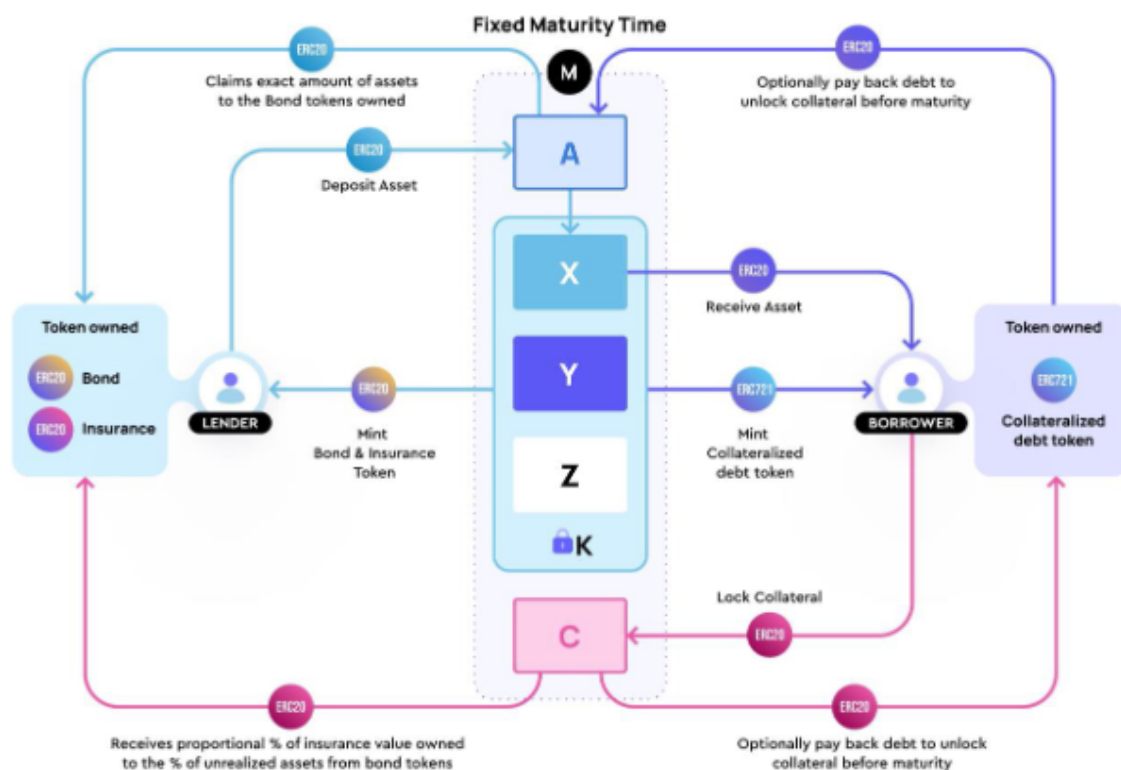 Fixed Maturity Time
M
ERC20
Claims exact amount of assets
to the Bond tokens owned
ERC20
Optionally pay back debt to
unlock collateral before maturity
ERC20
Deposit Asset
A
X
ERC20
Receive Asset
Token owned
ERC20 Bond
ERC20 Insurance
LENDER
ERC20
Mint
Bond & Insurance
Token
Y
ERC721
Mint
Collateralized
debt token
BORROWER
Token owned
ERC721
Collateralized
debt token
Z
K
Lock Collateral
ERC20
C
ERC20
Receives proportional % of insurance value owned
to the % of unrealized assets from bond tokens
ERC20
Optionally pay back debt to unlock
collateral before maturity